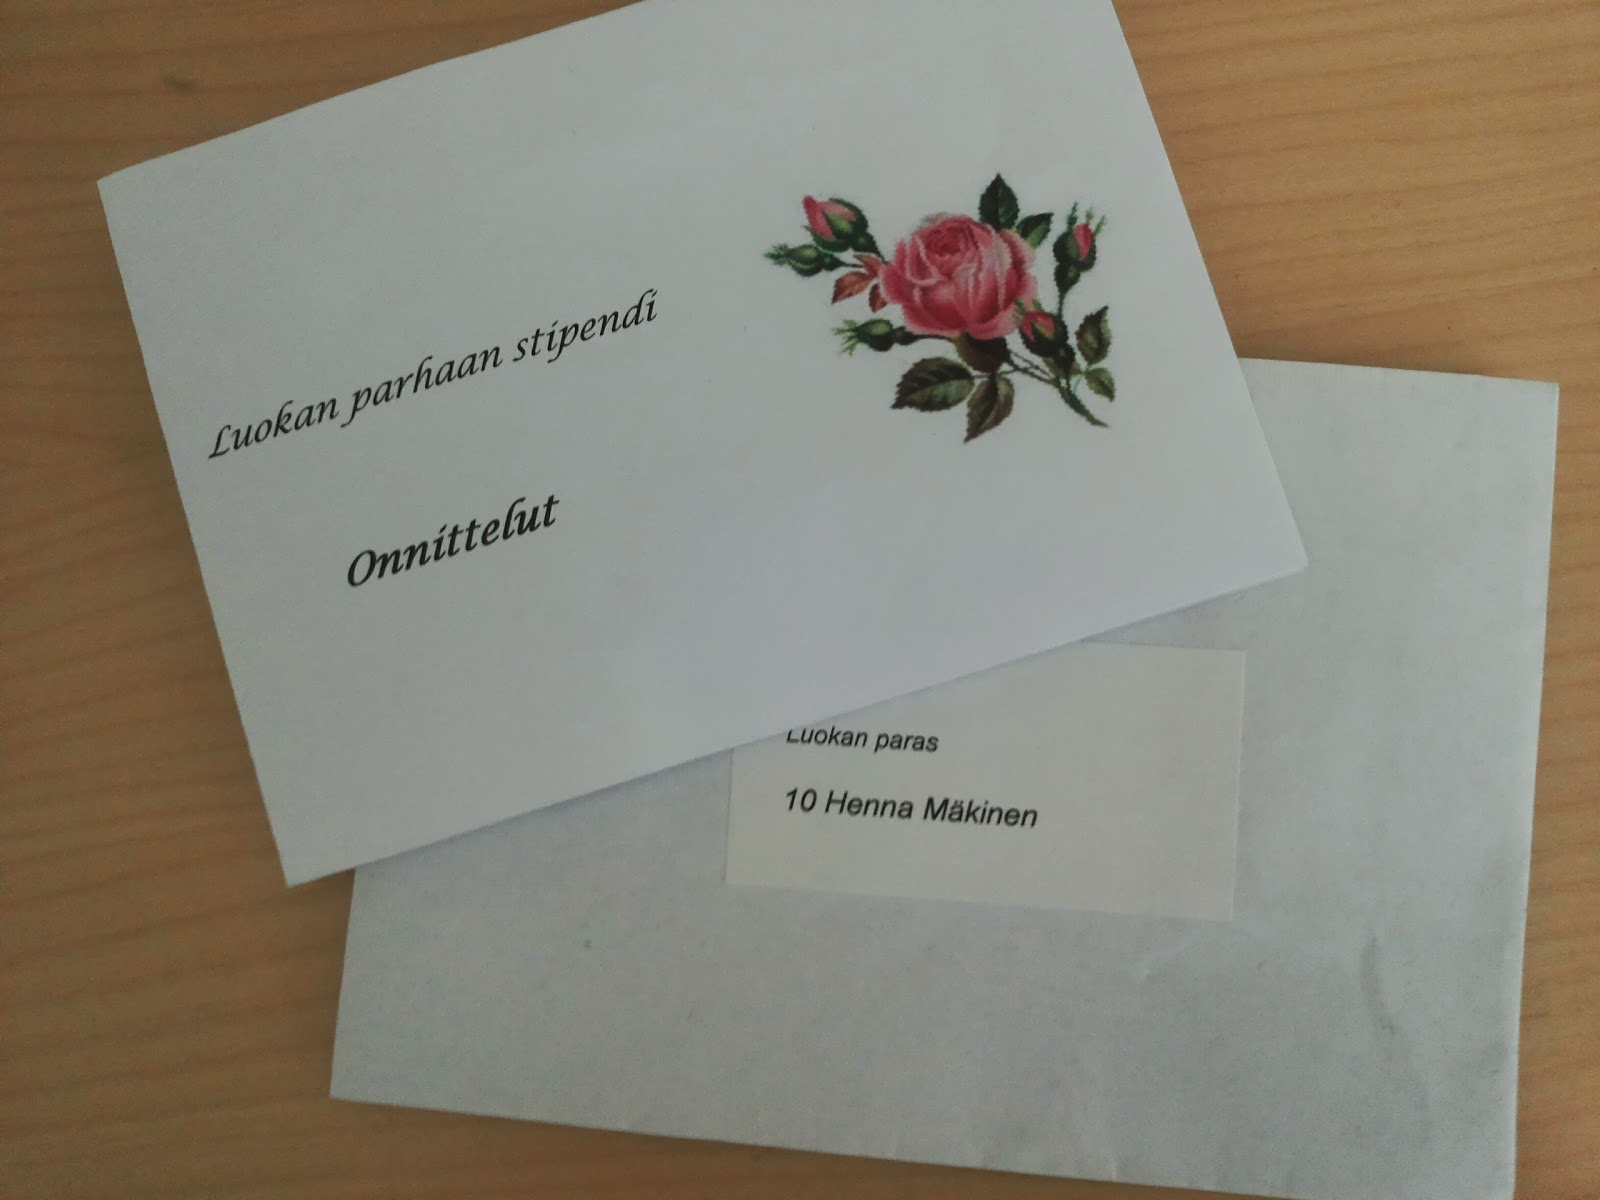 Luokan parhaan stipendi
Onnittelut
Luokan paras
10 Henna Mäkinen